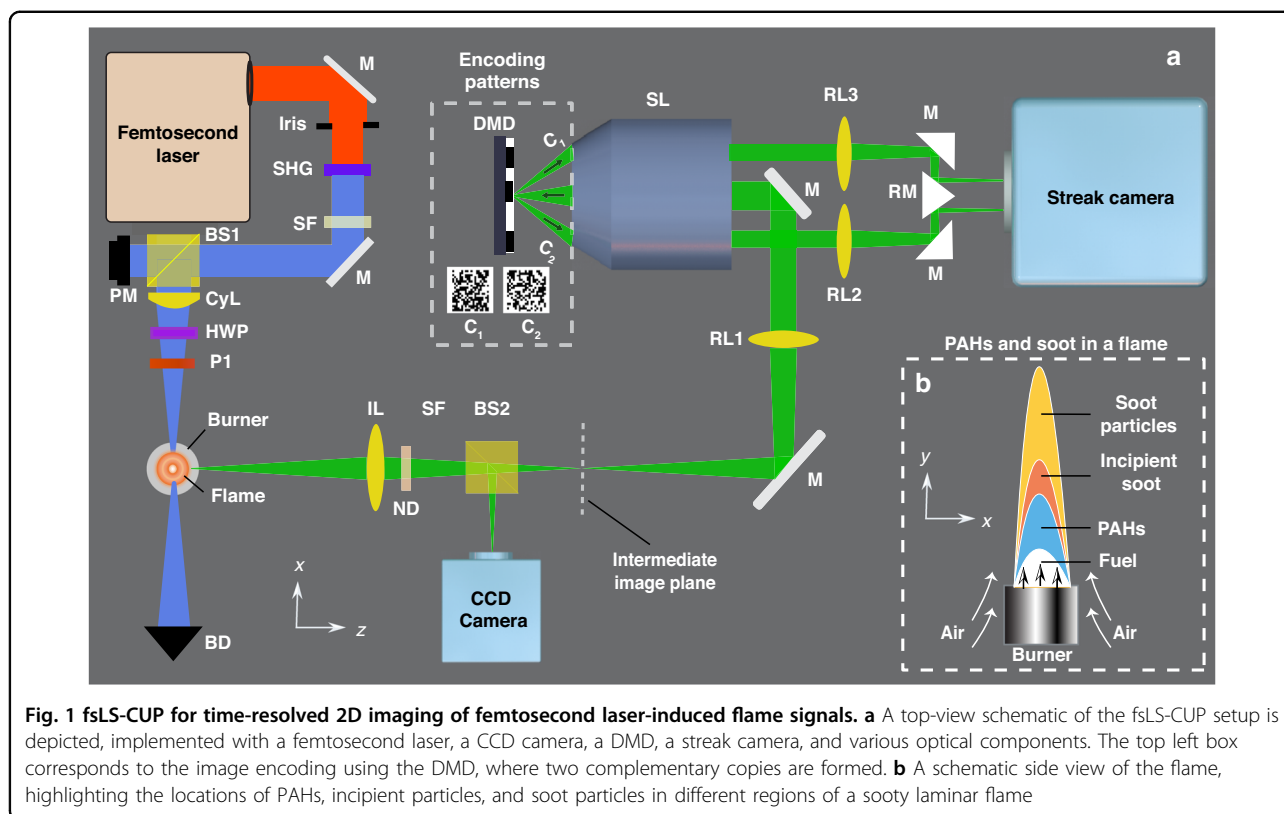 a
Encoding
patterns
M
SL
RL3
M
DMD
C1
Iris
Femtosecond
laser
SHG
M
RM
Streak camera
SF
BS1
C2
M
PM
M
CyL
RL2
C1
C2
HWP
RL1
PAHs and soot in a flame
P1
b
Soot
particles
IL
SF
BS2
Burner
Incipient
soot
y
Flame
M
ND
x
PAHs
Intermediate
image plane
Fuel
x
CCD
Camera
z
Air
Air
BD
Burner
Fig. 1 fsLS-CUP for time-resolved 2D imaging of femtosecond laser-induced flame signals. a A top-view schematic of the fsLS-CUP setup is
depicted, implemented with a femtosecond laser, a CCD camera, a DMD, a streak camera, and various optical components. The top left box
corresponds to the image encoding using the DMD, where two complementary copies are formed. b A schematic side view of the flame,
highlighting the locations of PAHs, incipient particles, and soot particles in different regions of a sooty laminar flame